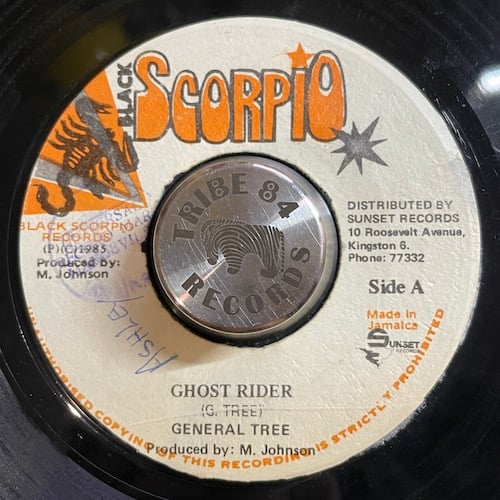 BLACK
SCORPIO
BLACK SCORPIO
RECORDS
(P)(C)1985
Produced by:
M. Johnson
ASHLEY
TRIBE 84
RECORDS
DISTRIBUTED BY
SUNSET RECORDS
10 Roosevelt Avenue,
Kingston 6.
Phone: 77332
Side A
Made in
Jamaica
SUNSET
RECORDS
GHOST RIDER
(G. TREE)
GENERAL TREE
Produced by: M. Johnson
UNAUTHORISED COPYING OF THIS RECORDING IS STRICTLY PROHIBITED